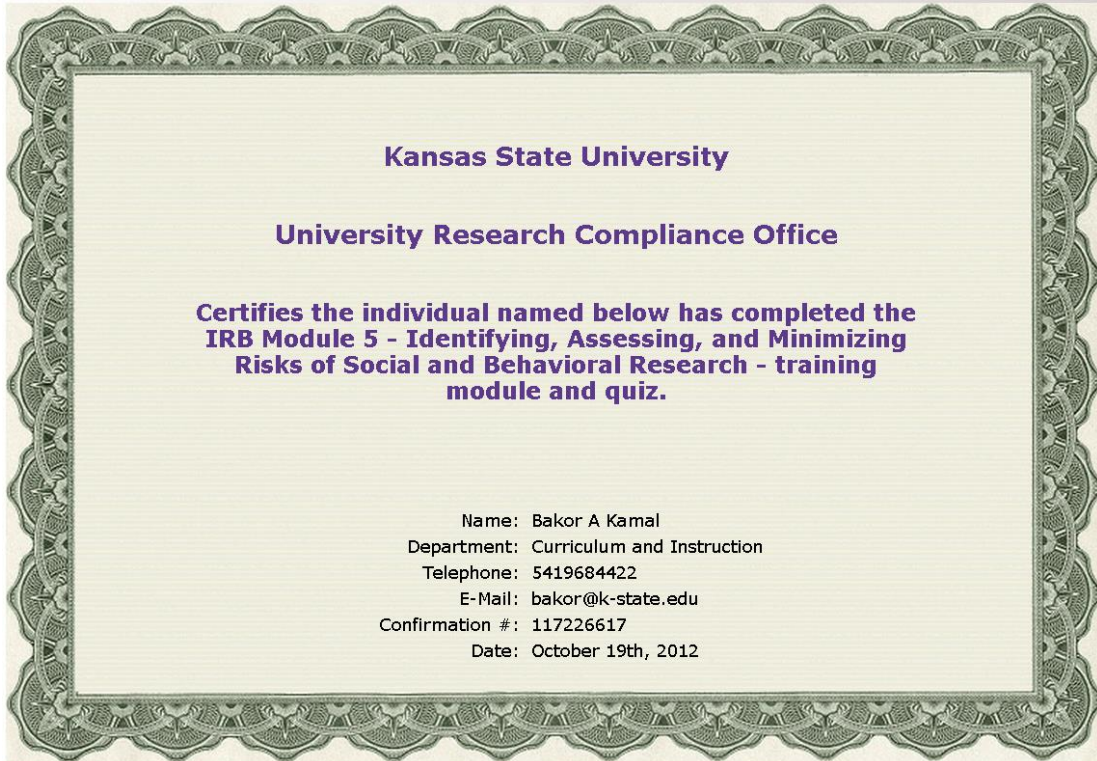 Kansas State University
University Research Compliance Office
Certifies the individual named below has completed the
IRB Module 5 - Identifying, Assessing, and Minimizing
Risks of Social and Behavioral Research - training
module and quiz.
Name: Bakor A Kamal
Department: Curriculum and Instruction
Telephone: 5419684422
E-Mail: bakor@k-state.edu
Confirmation #: 117226617
Date: October 19th, 2012